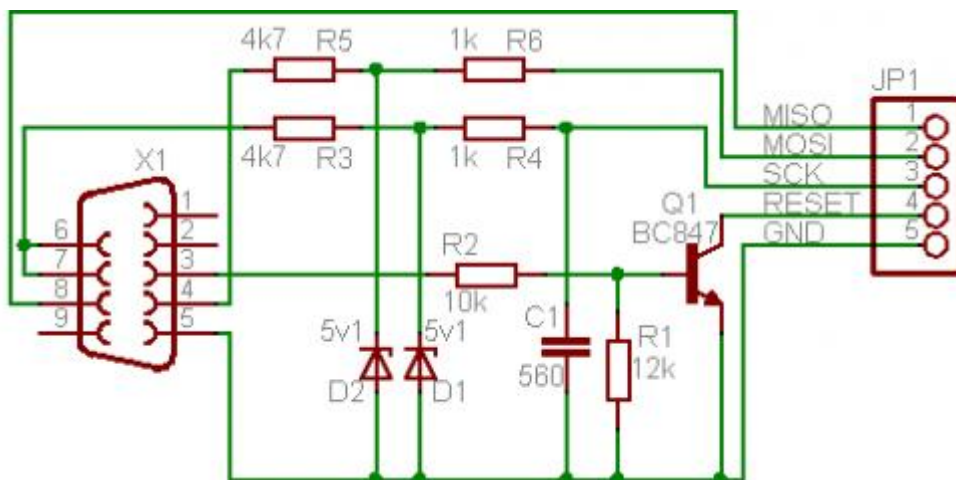 4k7 R5 1k R6
JP1
MISO 1
4k7 R3 1k R4
MOSI 2
X1
SCK 3
1
Q1
RESET 4
6 2
BC847
GND 5
R2
7 3
8 4
10k
C1
9 5
5v1 5v1
R1
560
12k
D2 D1